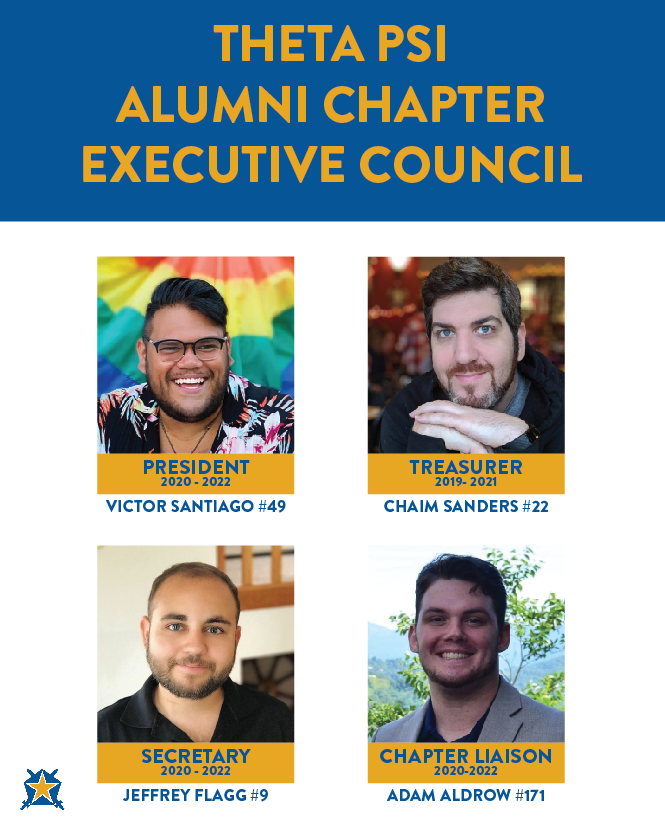 THETA PSI
ALUMNI CHAPTER
EXECUTIVE COUNCIL
PRESIDENT
2020 - 2022
VICTOR SANTIAGO #49
TREASURER
2019- 2021
CHAIM SANDERS #22
SECRETARY
2020 - 2022
JEFFREY FLAGG #9
CHAPTER LIAISON
2020-2022
ADAM ALDROW #171